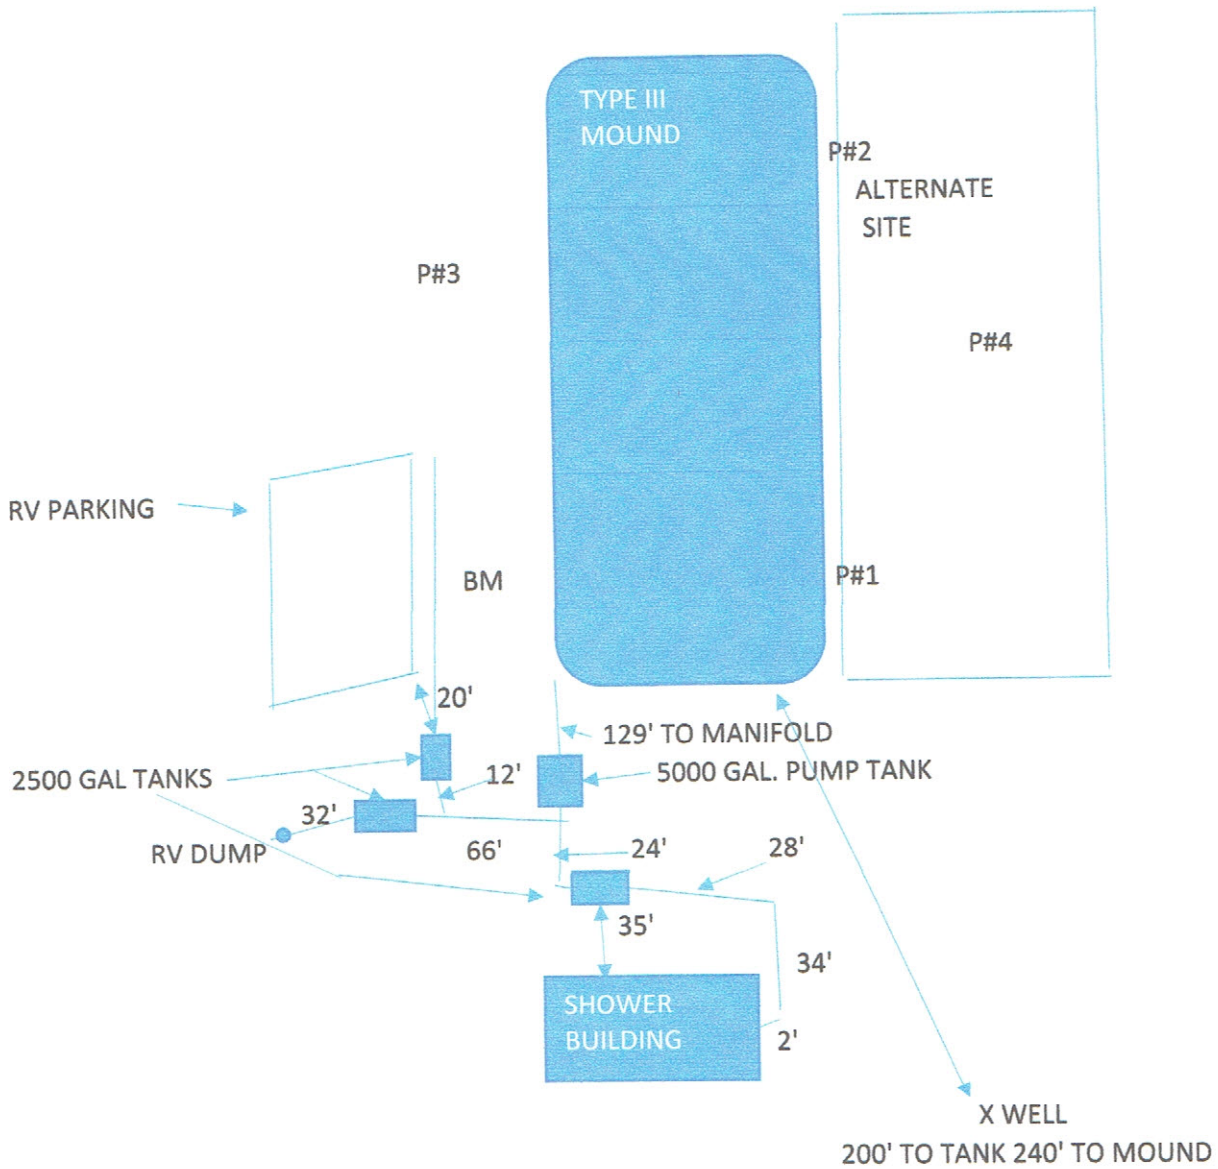 TYPE III
MOUND
P#2
ALTERNATE
SITE
P#3
P#4
RV PARKING
BM
P#1
20'
129' TO MANIFOLD
5000 GAL. PUMP TANK
2500 GAL TANKS
12'
32'
RV DUMP
66'
24'
28'
35'
34'
SHOWER
BUILDING
2'
X WELL
200' TO TANK 240' TO MOUND